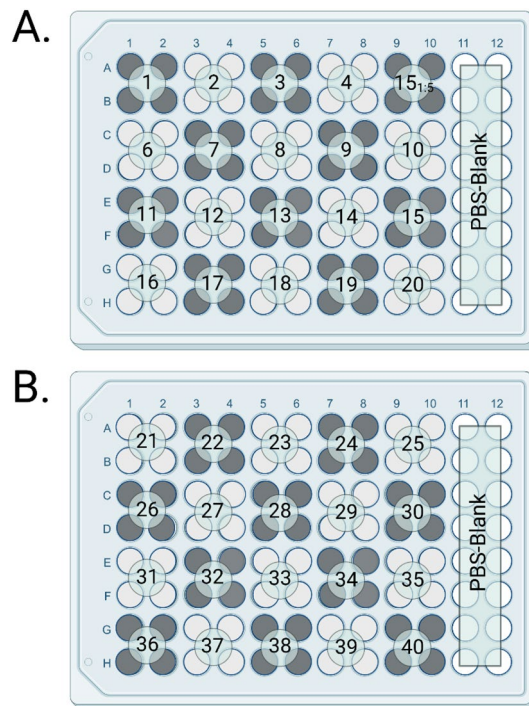 A.
1 2 3 4 5 6 7 8 9 10 11 12
A 1 2 3 4 151:5
B
C 6 7 8 9 10
D
E 11 12 13 14 15
F
G 16 17 18 19 20
H
PBS-Blank
B.
1 2 3 4 5 6 7 8 9 10 11 12
A 21 22 23 24 25
B
C 26 27 28 29 30
D
E 31 32 33 34 35
F
G 36 37 38 39 40
H
PBS-Blank